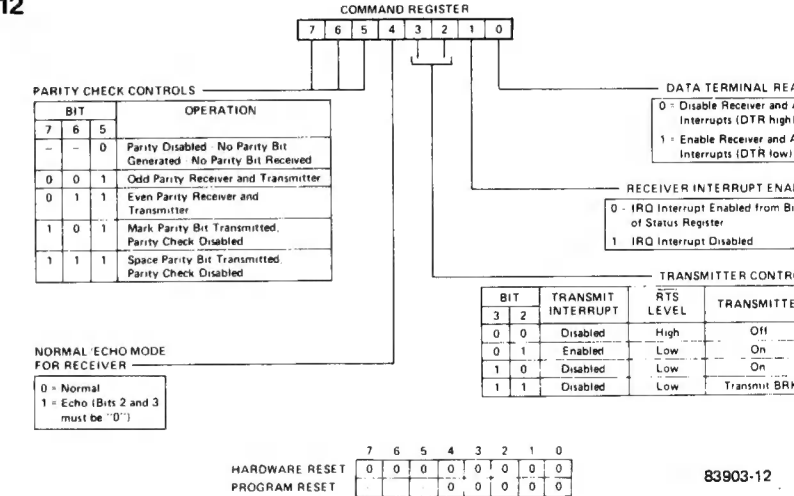 12
COMMAND REGISTER
7 6 5 4 3 2 1 0
PARITY CHECK CONTROLS
BIT OPERATION
7 6 5
– – 0 Parity Disabled - No Parity Bit
Generated - No Parity Bit Received
0 0 1 Odd Parity Receiver and Transmitter
0 1 1 Even Parity Receiver and
Transmitter
1 0 1 Mark Parity Bit Transmitted,
Parity Check Disabled
1 1 1 Space Parity Bit Transmitted,
Parity Check Disabled
NORMAL/ECHO MODE
FOR RECEIVER
0 = Normal
1 = Echo (Bits 2 and 3
must be "0")
DATA TERMINAL
0 = Disable Receiver and
Interrupts (DTR high)
1 = Enable Receiver and
Interrupts (DTR low)
RECEIVER INTERRUPT
0 - IRQ Interrupt Enabled from
of Status Register
1 IRQ Interrupt Disabled
TRANSMITTER
BIT TRANSMIT INTERRUPT RTS LEVEL
3 2
0 0 Disabled High Off
0 1 Enabled Low On
1 0 Disabled Low On
1 1 Disabled Low Transmit BRK
7 6 5 4 3 2 1 0
HARDWARE RESET 0 0 0 0 0 0 0 0
PROGRAM RESET - - - 0 0 0 0 0
83903-12